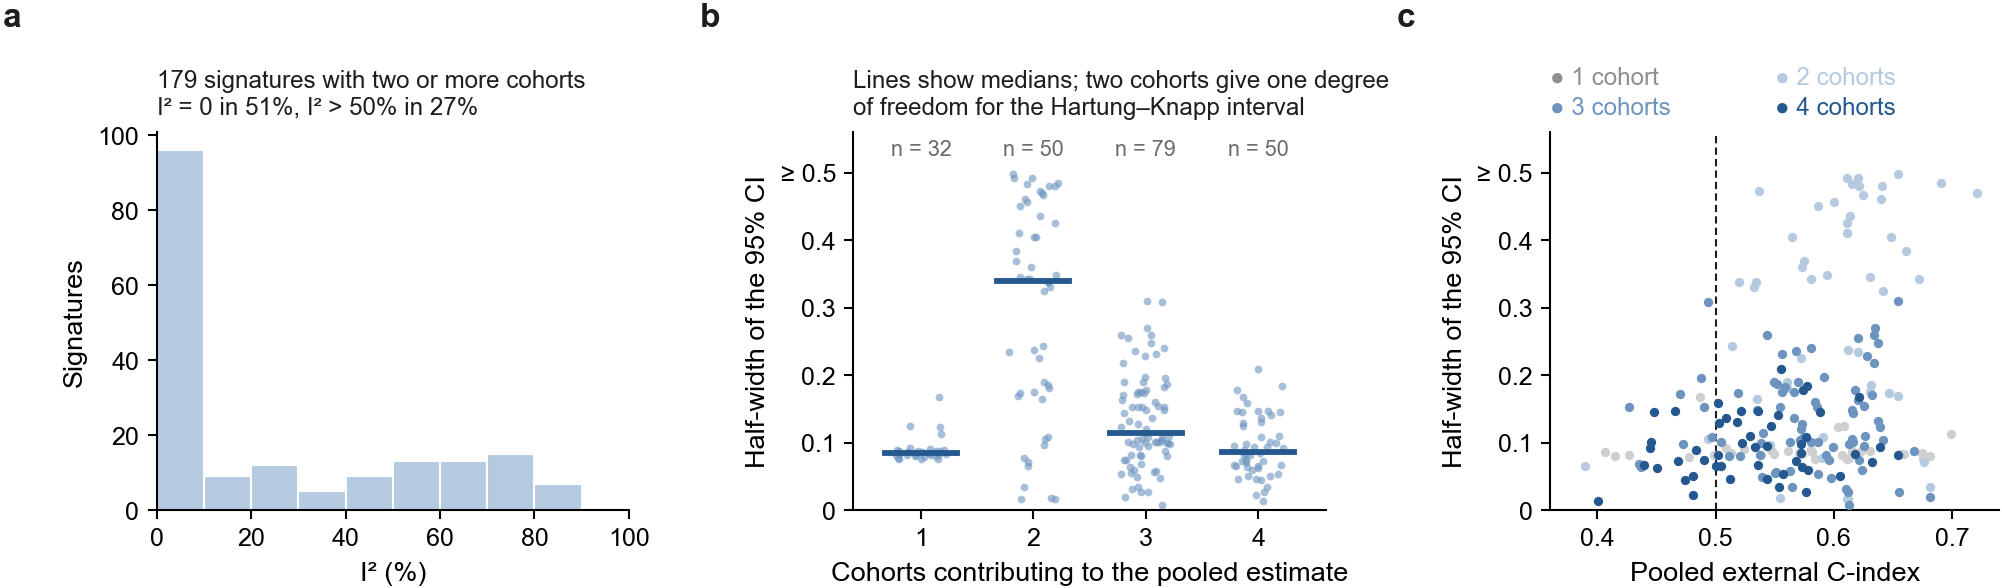 a
179 signatures with two or more cohorts
I² = 0 in 51%, I² > 50% in 27%
Signatures
100
80
60
40
20
0
0
20
40
60
80
100
I² (%)
b
Lines show medians; two cohorts give one degree
of freedom for the Hartung–Knapp interval
n = 32
n = 50
n = 79
n = 50
Half-width of the 95% CI
≥ 0.5
0.4
0.3
0.2
0.1
0
1
2
3
4
Cohorts contributing to the pooled estimate
c
1 cohort
2 cohorts
3 cohorts
4 cohorts
Half-width of the 95% CI
≥ 0.5
0.4
0.3
0.2
0.1
0
0.4
0.5
0.6
0.7
Pooled external C-index